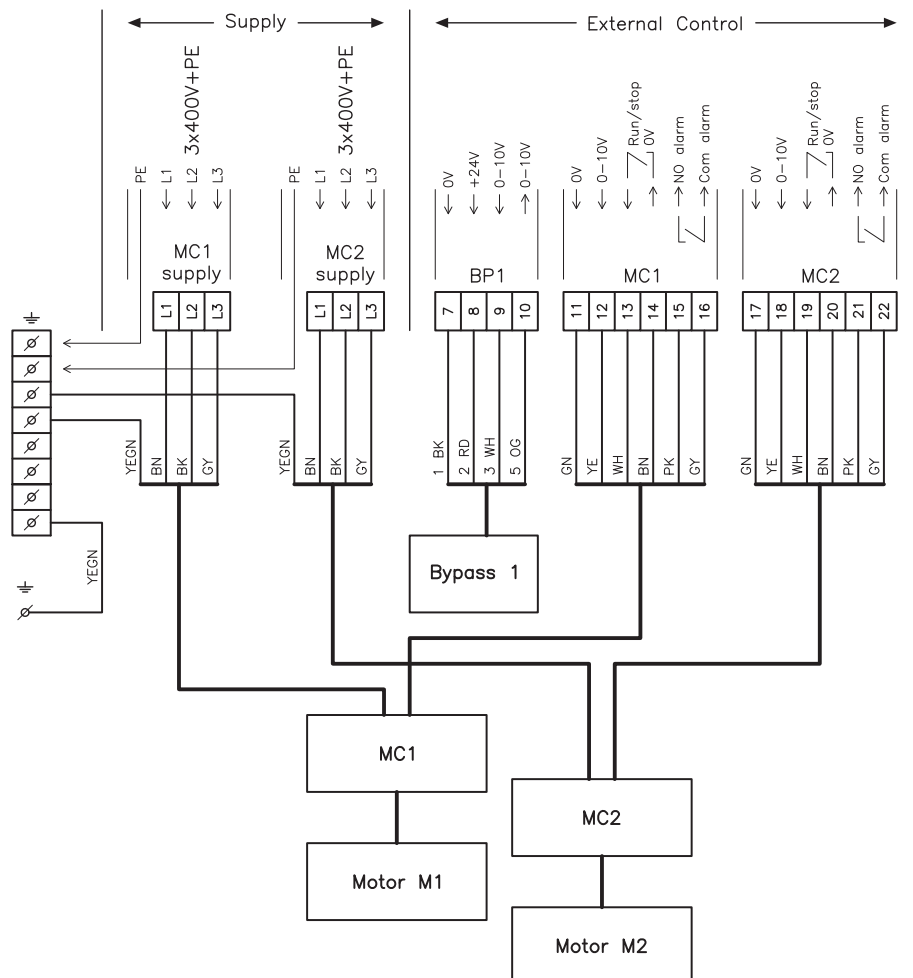 Supply
External Control
3x400V+PE
3x400V+PE
PE
L1
L2
L3
PE
L1
L2
L3
0V
+24V
0-10V
0-10V
0V
0-10V
Run/stop
0V
NO alarm
Com alarm
0V
0-10V
Run/stop
0V
NO alarm
Com alarm
MC1
supply
MC2
supply
BP1
MC1
MC2
L1
L2
L3
L1
L2
L3
7
8
9
10
11
12
13
14
15
16
17
18
19
20
21
22
YEGN
BN
BK
GY
YEGN
BN
BK
GY
1 BK
2 RD
3 WH
5 OG
GN
YE
WH
BN
PK
GY
GN
YE
WH
BN
PK
GY
YEGN
Bypass 1
MC1
MC2
Motor M1
Motor M2